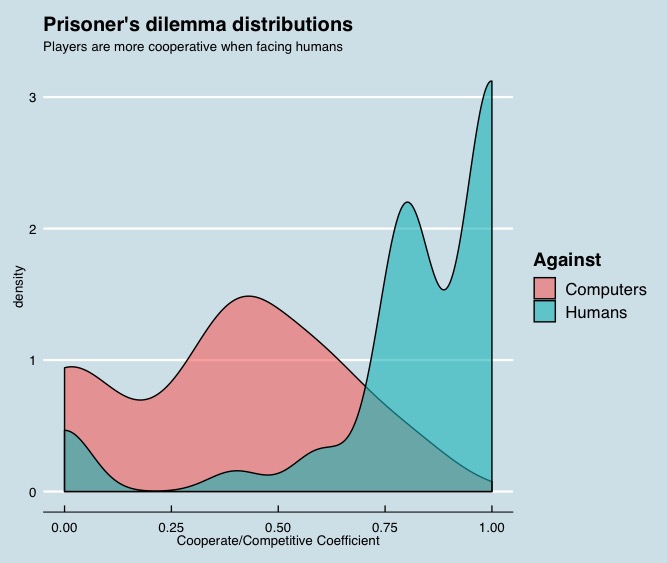 Prisoner's dilemma distributions
Players are more cooperative when facing humans
3
2
1
0
density
0.00 0.25 0.50 0.75 1.00
Cooperate/Competitive Coefficient
Against
Computers
Humans